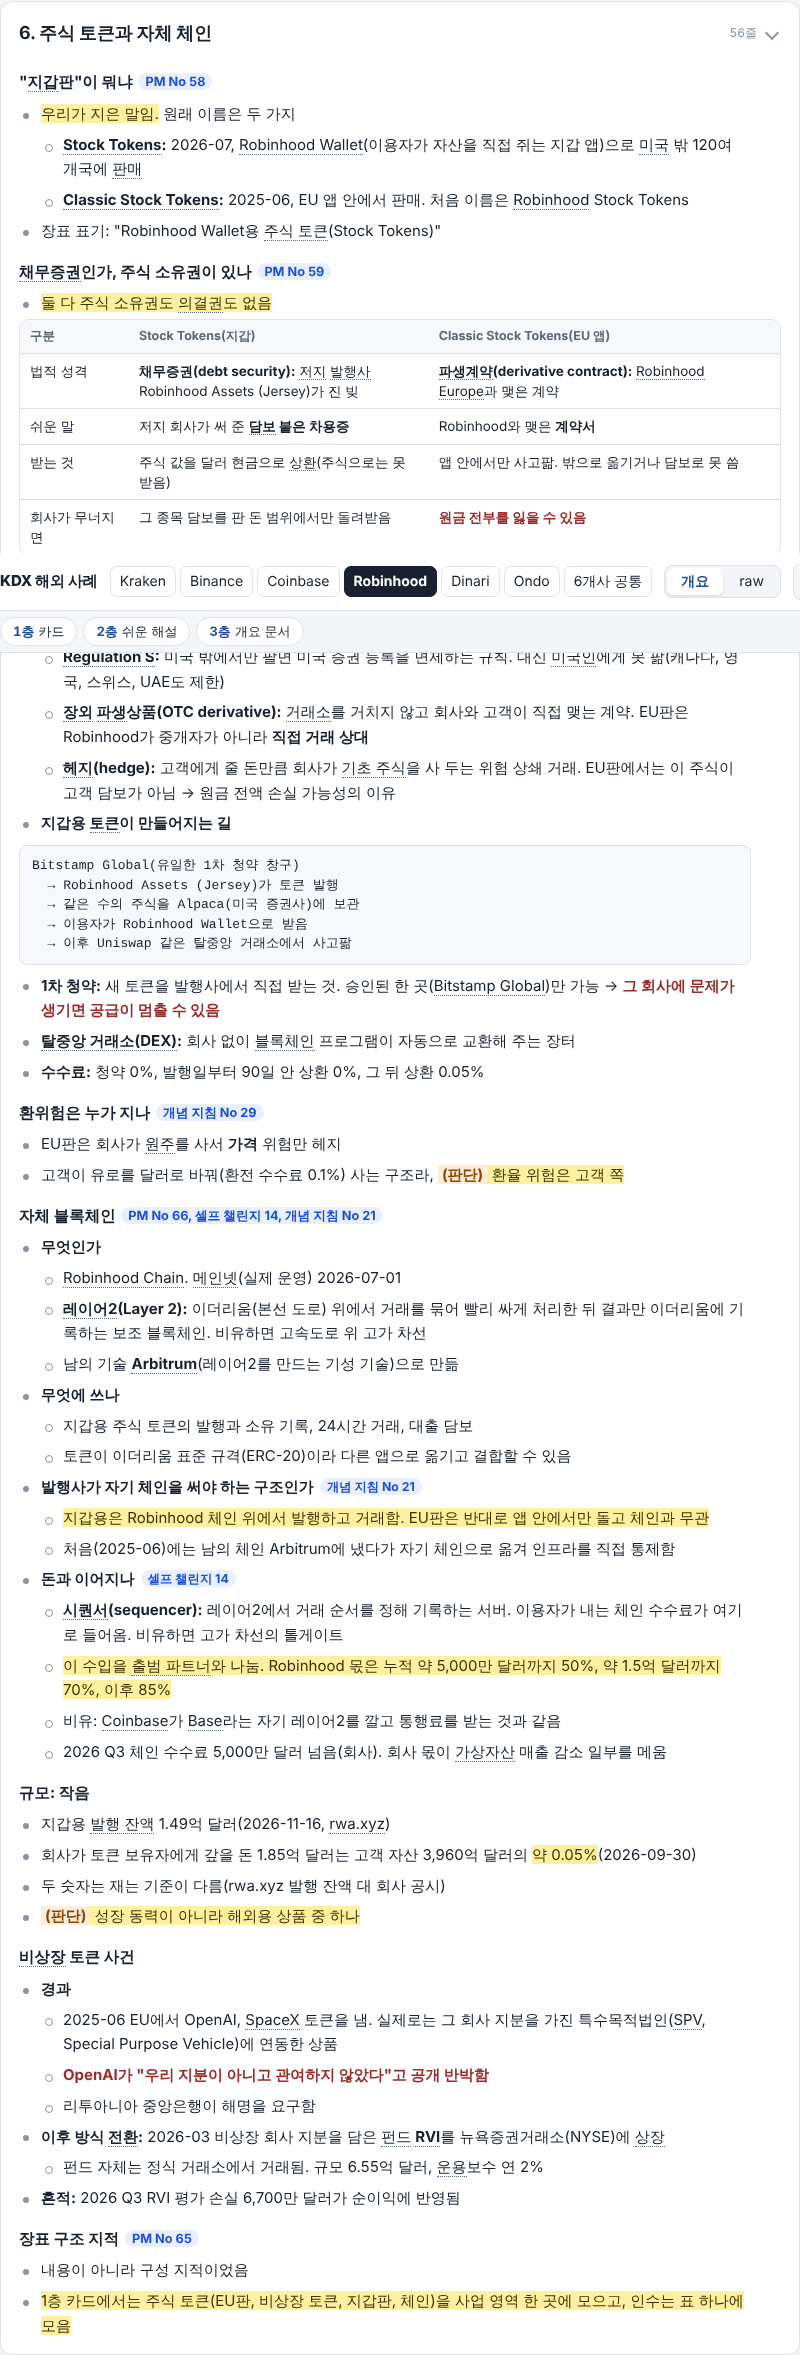 6. 주식 토큰과 자체 체인
56줄
"지갑판"이 뭐냐 PM No 58
우리가 지은 말임. 원래 이름은 두 가지
Stock Tokens: 2026-07, Robinhood Wallet(이용자가 자산을 직접 쥐는 지갑 앱)으로 미국 밖 120여
개국에 판매
Classic Stock Tokens: 2025-06, EU 앱 안에서 판매. 처음 이름은 Robinhood Stock Tokens
장표 표기: "Robinhood Wallet용 주식 토큰(Stock Tokens)"
채무증권인가, 주식 소유권이 있나 PM No 59
둘 다 주식 소유권도 의결권도 없음
구분 Stock Tokens(지갑) Classic Stock Tokens(EU 앱)
법적 성격 채무증권(debt security): 저지 발행사 파생계약(derivative contract): Robinhood
Robinhood Assets (Jersey)가 진 빚 Europe과 맺은 계약
쉬운 말 저지 회사가 써 준 담보 붙은 차용증 Robinhood와 맺은 계약서
받는 것 주식 값을 달러 현금으로 상환(주식으로는 못 앱 안에서만 사고팖. 밖으로 옮기거나 담보로 못 씀
받음)
회사가 무너지 그 종목 담보를 판 돈 범위에서만 돌려받음 원금 전부를 잃을 수 있음
면
KDX 해외 사례 Kraken Binance Coinbase Robinhood Dinari Ondo 6개사 공통 개요 raw
1층 카드 2층 쉬운 해설 3층 개요 문서
Regulation S: 미국 밖에서만 팔면 미국 증권 등록을 면제하는 규칙. 대신 미국인에게 못 팖(캐나다, 영
국, 스위스, UAE도 제한)
장외 파생상품(OTC derivative): 거래소를 거치지 않고 회사와 고객이 직접 맺는 계약. EU판은
Robinhood가 중개자가 아니라 직접 거래 상대
헤지(hedge): 고객에게 줄 돈만큼 회사가 기초 주식을 사 두는 위험 상쇄 거래. EU판에서는 이 주식이
고객 담보가 아님 → 원금 전액 손실 가능성의 이유
지갑용 토큰이 만들어지는 길
Bitstamp Global(유일한 1차 청약 창구)
→ Robinhood Assets (Jersey)가 토큰 발행
→ 같은 수의 주식을 Alpaca(미국 증권사)에 보관
→ 이용자가 Robinhood Wallet으로 받음
→ 이후 Uniswap 같은 탈중앙 거래소에서 사고팖
1차 청약: 새 토큰을 발행사에서 직접 받는 것. 승인된 한 곳(Bitstamp Global)만 가능 → 그 회사에 문제가
생기면 공급이 멈출 수 있음
탈중앙 거래소(DEX): 회사 없이 블록체인 프로그램이 자동으로 교환해 주는 장터
수수료: 청약 0%, 발행일부터 90일 안 상환 0%, 그 뒤 상환 0.05%
환위험은 누가 지나 개념 지침 No 29
EU판은 회사가 원주를 사서 가격 위험만 헤지
고객이 유로를 달러로 바꿔(환전 수수료 0.1%) 사는 구조라, (판단) 환율 위험은 고객 쪽
자체 블록체인 PM No 66, 셀프 챌린지 14, 개념 지침 No 21
무엇인가
Robinhood Chain. 메인넷(실제 운영) 2026-07-01
레이어2(Layer 2): 이더리움(본선 도로) 위에서 거래를 묶어 빨리 싸게 처리한 뒤 결과만 이더리움에 기
록하는 보조 블록체인. 비유하면 고속도로 위 고가 차선
남의 기술 Arbitrum(레이어2를 만드는 기성 기술)으로 만듦
무엇에 쓰나
지갑용 주식 토큰의 발행과 소유 기록, 24시간 거래, 대출 담보
토큰이 이더리움 표준 규격(ERC-20)이라 다른 앱으로 옮기고 결합할 수 있음
발행사가 자기 체인을 써야 하는 구조인가 개념 지침 No 21
지갑용은 Robinhood 체인 위에서 발행하고 거래함. EU판은 반대로 앱 안에서만 돌고 체인과 무관
처음(2025-06)에는 남의 체인 Arbitrum에 냈다가 자기 체인으로 옮겨 인프라를 직접 통제함
돈과 이어지나 셀프 챌린지 14
시퀀서(sequencer): 레이어2에서 거래 순서를 정해 기록하는 서버. 이용자가 내는 체인 수수료가 여기
로 들어옴. 비유하면 고가 차선의 톨게이트
이 수입을 출범 파트너와 나눔. Robinhood 몫은 누적 약 5,000만 달러까지 50%, 약 1.5억 달러까지
70%, 이후 85%
비유: Coinbase가 Base라는 자기 레이어2를 깔고 통행료를 받는 것과 같음
2026 Q3 체인 수수료 5,000만 달러 넘음(회사). 회사 몫이 가상자산 매출 감소 일부를 메움
규모: 작음
지갑용 발행 잔액 1.49억 달러(2026-11-16, rwa.xyz)
회사가 토큰 보유자에게 갚을 돈 1.85억 달러는 고객 자산 3,960억 달러의 약 0.05%(2026-09-30)
두 숫자는 재는 기준이 다름(rwa.xyz 발행 잔액 대 회사 공시)
(판단) 성장 동력이 아니라 해외용 상품 중 하나
비상장 토큰 사건
경과
2025-06 EU에서 OpenAI, SpaceX 토큰을 냄. 실제로는 그 회사 지분을 가진 특수목적법인(SPV,
Special Purpose Vehicle)에 연동한 상품
OpenAI가 "우리 지분이 아니고 관여하지 않았다"고 공개 반박함
리투아니아 중앙은행이 해명을 요구함
이후 방식 전환: 2026-03 비상장 회사 지분을 담은 펀드 RVI를 뉴욕증권거래소(NYSE)에 상장
펀드 자체는 정식 거래소에서 거래됨. 규모 6.55억 달러, 운용보수 연 2%
흔적: 2026 Q3 RVI 평가 손실 6,700만 달러가 순이익에 반영됨
장표 구조 지적 PM No 65
내용이 아니라 구성 지적이었음
1층 카드에서는 주식 토큰(EU판, 비상장 토큰, 지갑판, 체인)을 사업 영역 한 곳에 모으고, 인수는 표 하나에
모음